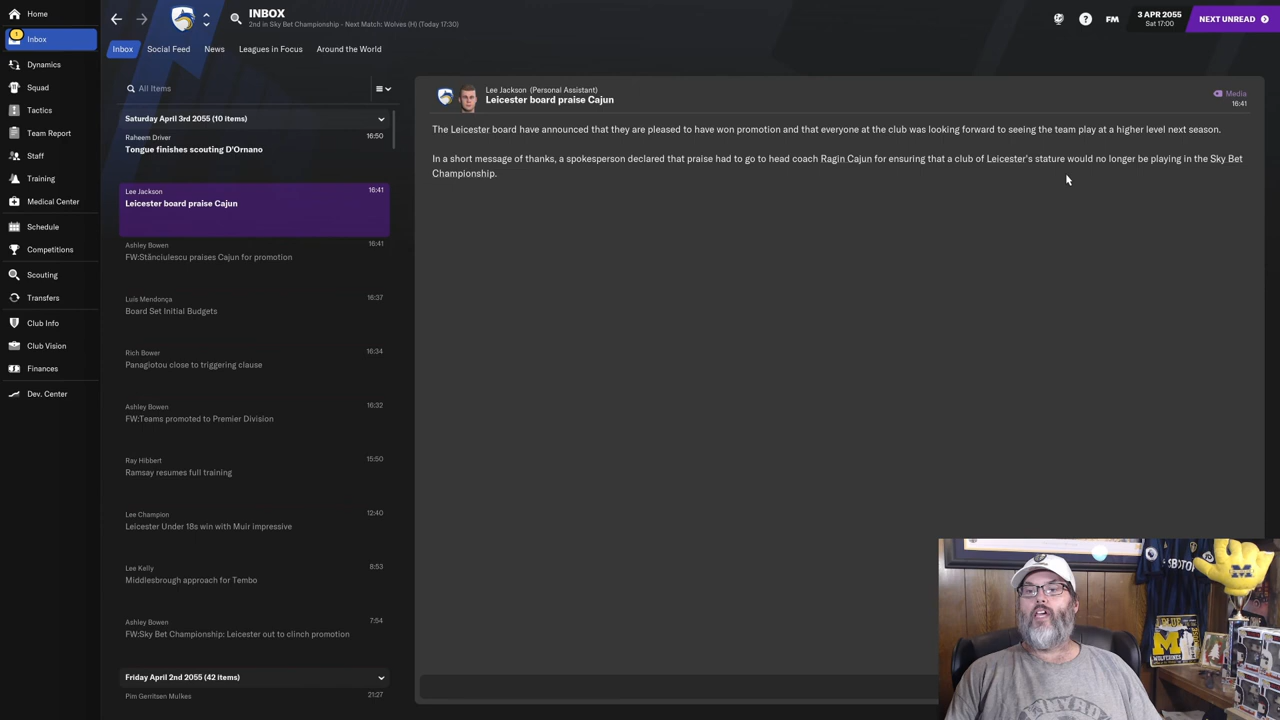 Home
INBOX
2nd in Sky Bet Championship - Next Match: Wolves (H) (Today 17:30)
FM
3 APR 2055
Sat 17:00
NEXT UNREAD
Inbox
Inbox
Social Feed
News
Leagues in Focus
Around the World
Dynamics
Squad
Tactics
Team Report
Staff
Training
Medical Center
Schedule
Competitions
Scouting
Transfers
Club Info
Club Vision
Finances
Dev. Center
All Items
Saturday April 3rd 2055 (10 items)
Raheem Driver
16:50
Tongue finishes scouting D'Ornano
Lee Jackson
16:41
Leicester board praise Cajun
Ashley Bowen
16:41
FW:Stănciulescu praises Cajun for promotion
Luís Mendonça
16:37
Board Set Initial Budgets
Rich Bower
16:34
Panagiotou close to triggering clause
Ashley Bowen
16:32
FW:Teams promoted to Premier Division
Ray Hibbert
15:50
Ramsay resumes full training
Lee Champion
12:40
Leicester Under 18s win with Muir impressive
Lee Kelly
8:53
Middlesbrough approach for Tembo
Ashley Bowen
7:54
FW:Sky Bet Championship: Leicester out to clinch promotion
Friday April 2nd 2055 (42 items)
Pim Gerritsen Mulkes
21:27
Lee Jackson (Personal Assistant)
Leicester board praise Cajun
Media
16:41
The Leicester board have announced that they are pleased to have won promotion and that everyone at the club was looking forward to seeing the team play at a higher level next season.
In a short message of thanks, a spokesperson declared that praise had to go to head coach Ragin Cajun for ensuring that a club of Leicester's stature would no longer be playing in the Sky Bet
Championship.